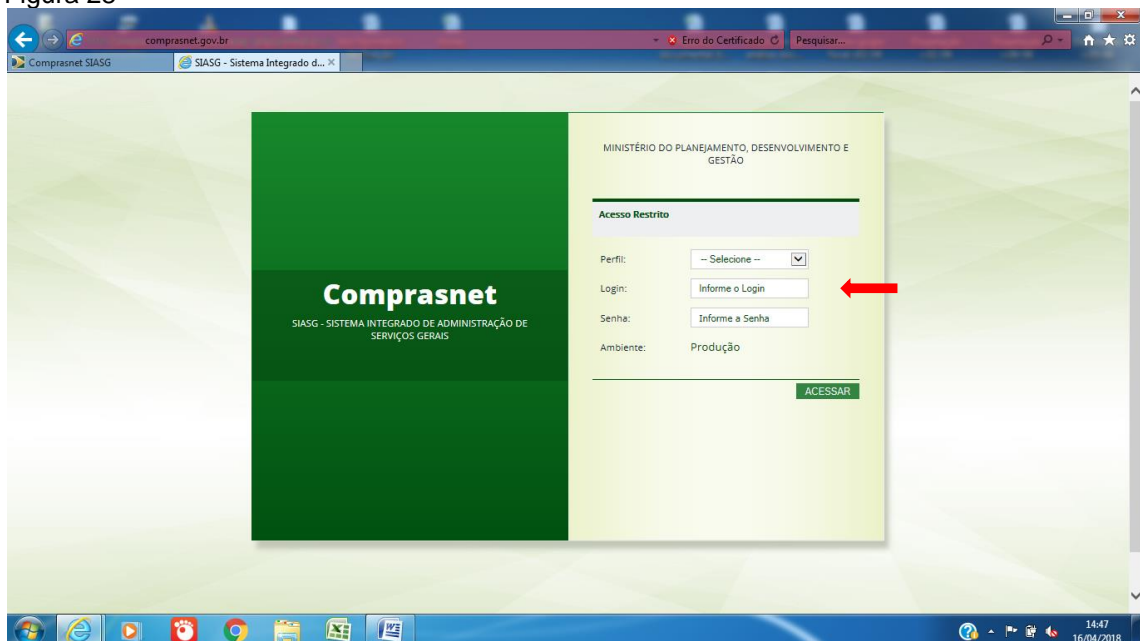 Figura 28
comprasnet.gov.br
Erro do Certificado
Pesquisar...
Comprasnet SIASG
SIASG - Sistema Integrado d...
MINISTÉRIO DO PLANEJAMENTO, DESENVOLVIMENTO E
GESTÃO
Acesso Restrito
Perfil:
-- Selecione --
Login:
Informe o Login
Senha:
Informe a Senha
Ambiente:
Produção
ACESSAR
Comprasnet
SIASG - SISTEMA INTEGRADO DE ADMINISTRAÇÃO DE
SERVIÇOS GERAIS
14:47
16/04/2018